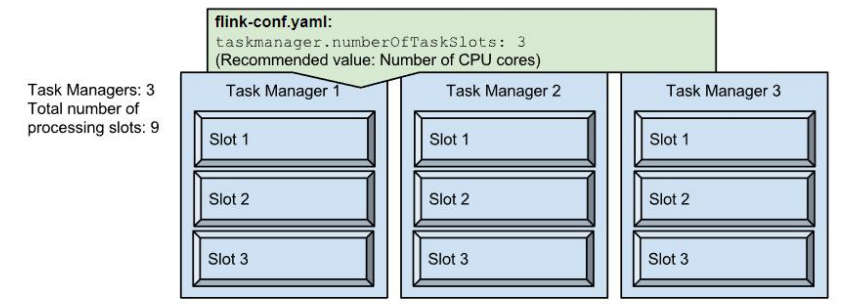 flink-conf.yaml:
taskmanager.numberOfTaskSlots: 3
(Recommended value: Number of CPU cores)
Task Managers: 3
Total number of
processing slots: 9
Task Manager 1
Slot 1
Slot 2
Slot 3
Task Manager 2
Slot 1
Slot 2
Slot 3
Task Manager 3
Slot 1
Slot 2
Slot 3